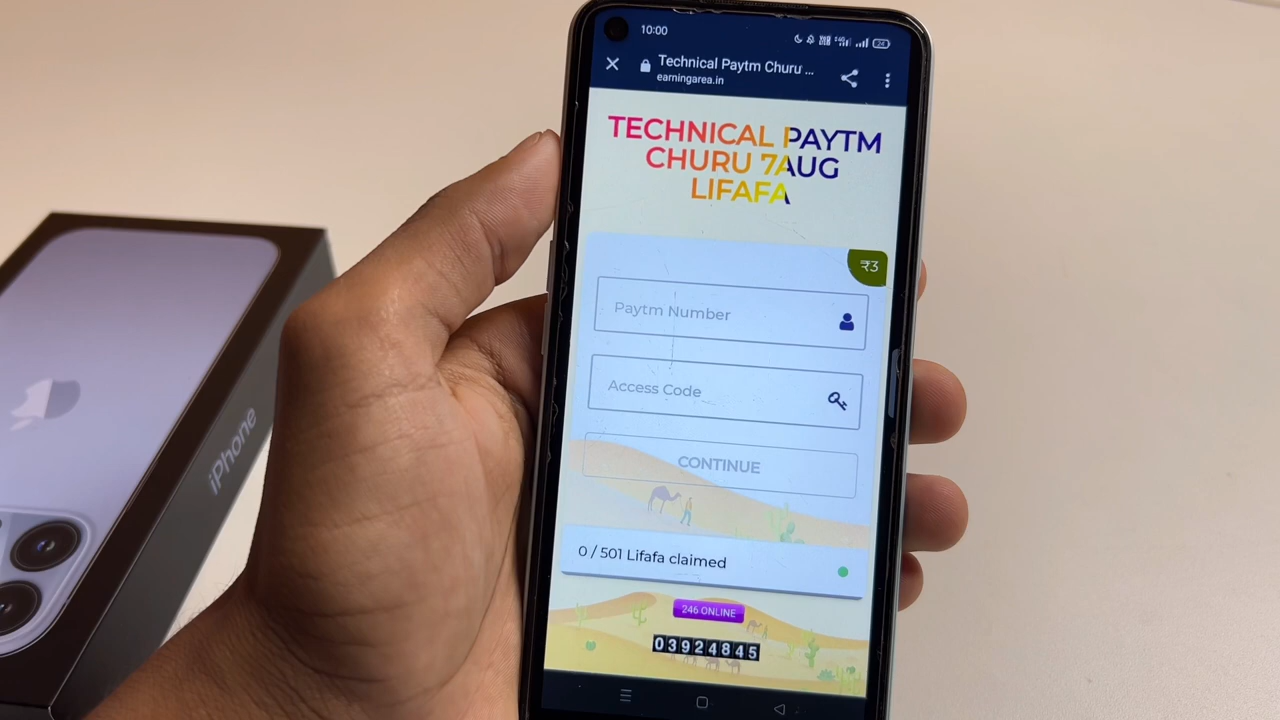 10:00
Technical Paytm Churu ...
earningarea.in
TECHNICAL PAYTM
CHURU 7AUG
LIFAFA
₹3
Paytm Number
Access Code
CONTINUE
0 / 501 Lifafa claimed
246 ONLINE
03924845
iPhone